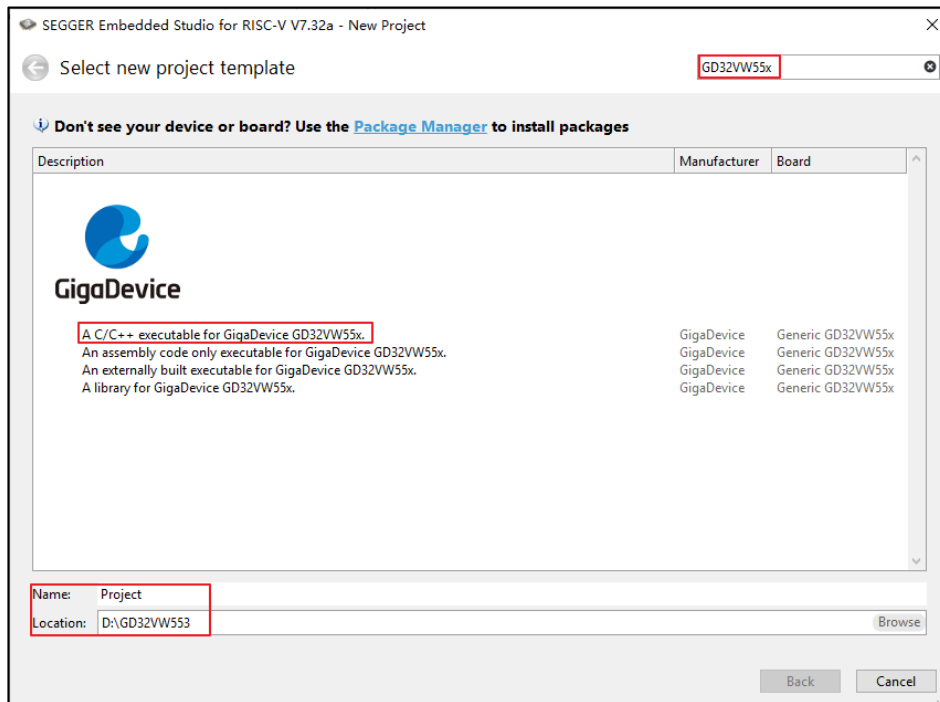 SEGGER Embedded Studio for RISC-V V7.32a - New Project
Select new project template
GD32VW55x
Don't see your device or board? Use the Package Manager to install packages
Description Manufacturer Board
GigaDevice
A C/C++ executable for GigaDevice GD32VW55x. GigaDevice Generic GD32VW55x
An assembly code only executable for GigaDevice GD32VW55x. GigaDevice Generic GD32VW55x
An externally built executable for GigaDevice GD32VW55x. GigaDevice Generic GD32VW55x
A library for GigaDevice GD32VW55x. GigaDevice Generic GD32VW55x
Name: Project
Location: D:\GD32VW553 Browse
Back Cancel